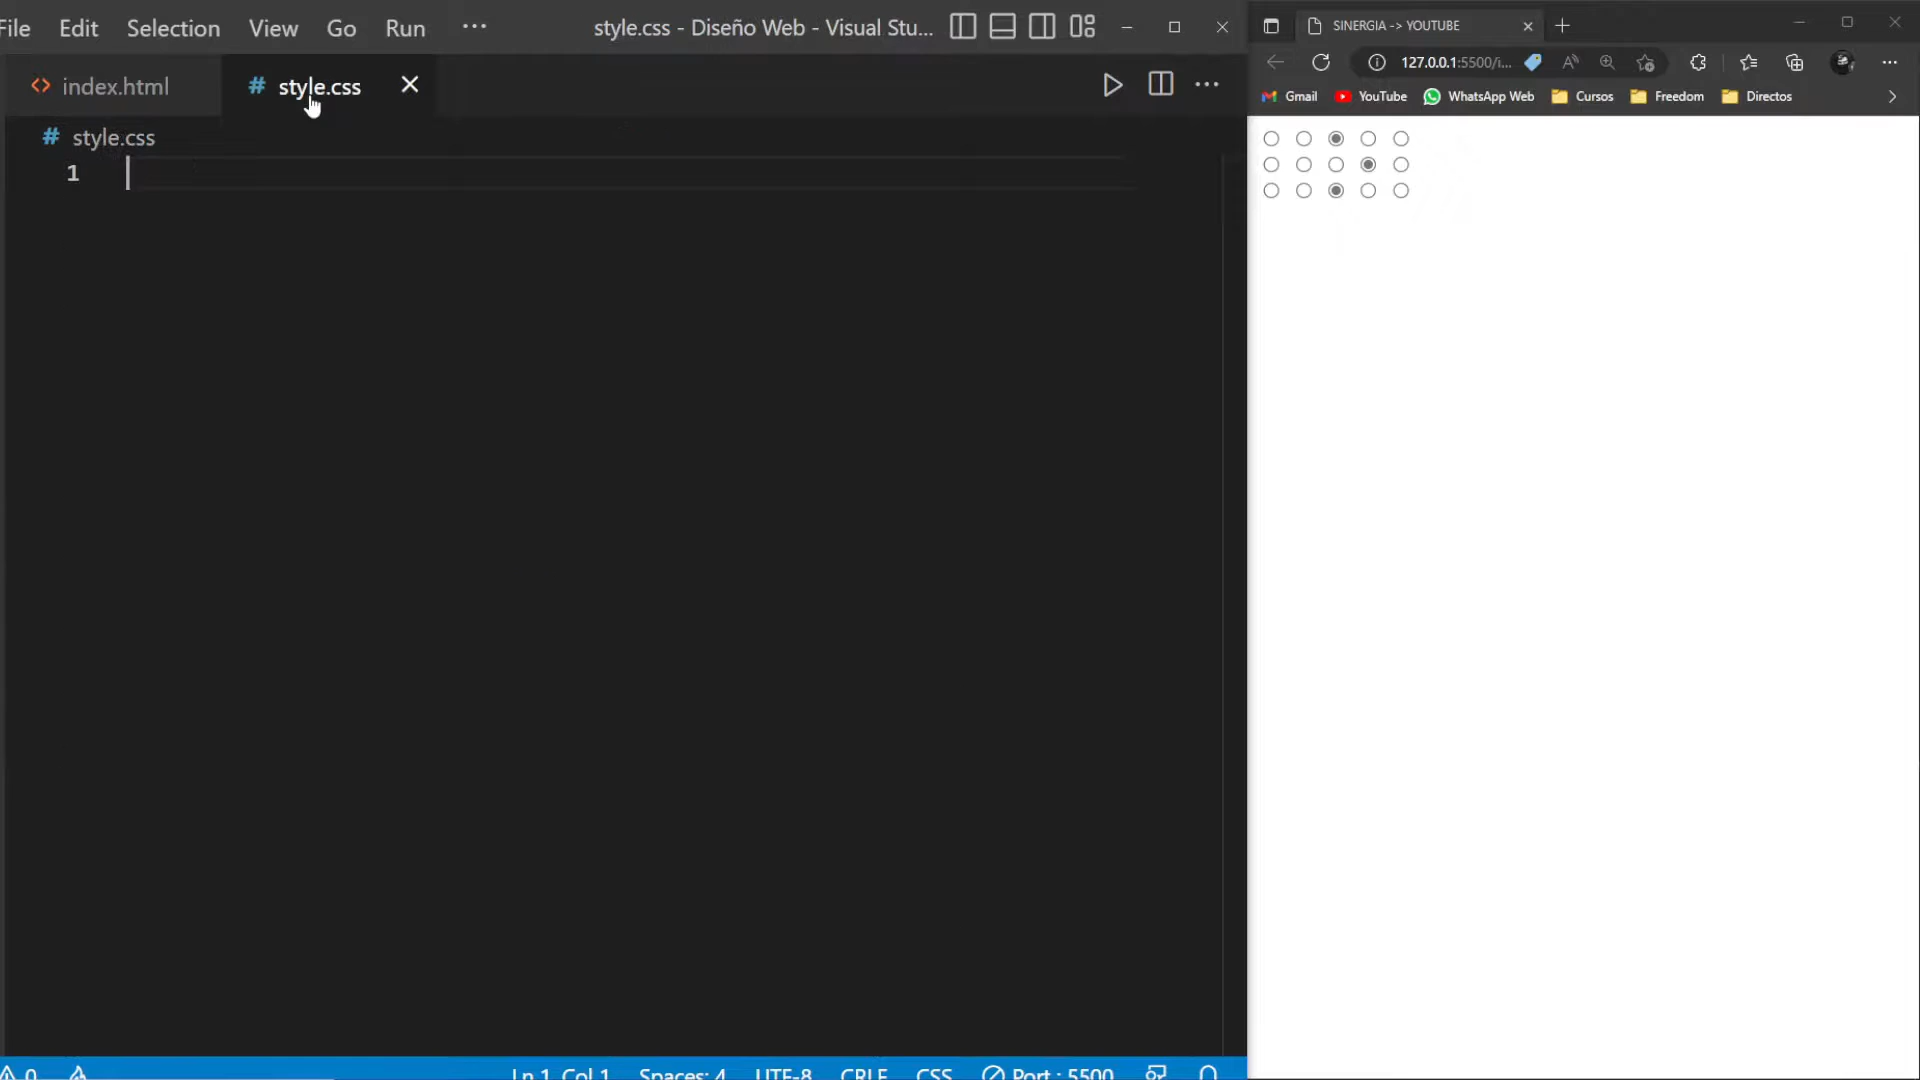 File Edit Selection View Go Run ··· style.css - Diseño Web - Visual Stu...
index.html # style.css
# style.css
1
0 Ln 1, Col 1 Spaces: 4 UTF-8 CRLF CSS Port : 5500
SINERGIA -> YOUTUBE
127.0.0.1:5500/i...
Gmail YouTube WhatsApp Web Cursos Freedom Directos